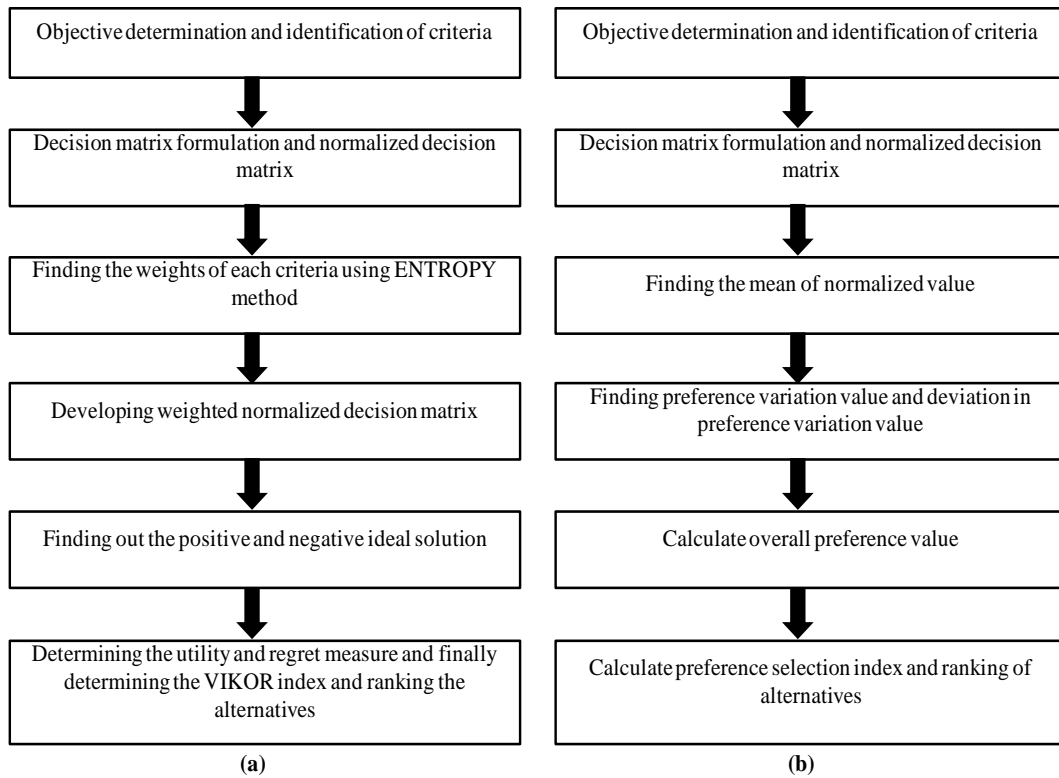 Objective determination and identification of criteria
Decision matrix formulation and normalized decision
matrix
Finding the weights of each criteria using ENTROPY
method
Developing weighted normalized decision matrix
Finding out the positive and negative ideal solution
Determining the utility and regret measure and finally
determining the VIKOR index and ranking the
alternatives
(a)
Objective determination and identification of criteria
Decision matrix formulation and normalized decision
matrix
Finding the mean of normalized value
Finding preference variation value and deviation in
preference variation value
Calculate overall preference value
Calculate preference selection index and ranking of
alternatives
(b)